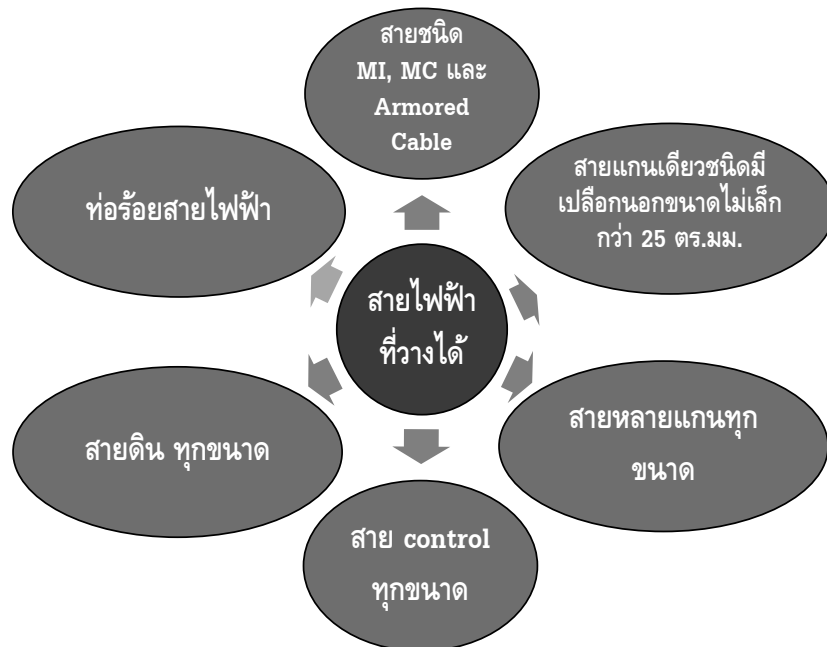 สายชนิด
MI, MC และ
Armored
Cable
ท่อร้อยสายไฟฟ้า
สายแกนเดียวชนิดมี
เปลือกนอกขนาดไม่เล็ก
กว่า 25 ตร.มม.
สายไฟฟ้า
ที่วางได้
สายดิน ทุกขนาด
สายหลายแกนทุก
ขนาด
สาย control
ทุกขนาด